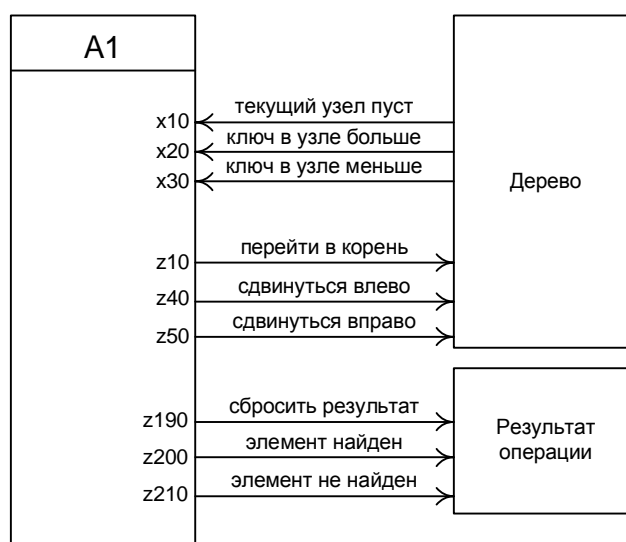 A1
x10 текущий узел пуст
x20 ключ в узле больше
x30 ключ в узле меньше
Дерево
z10 перейти в корень
z40 сдвинуться влево
z50 сдвинуться вправо
z190 сбросить результат
z200 элемент найден
z210 элемент не найден
Результат
операции